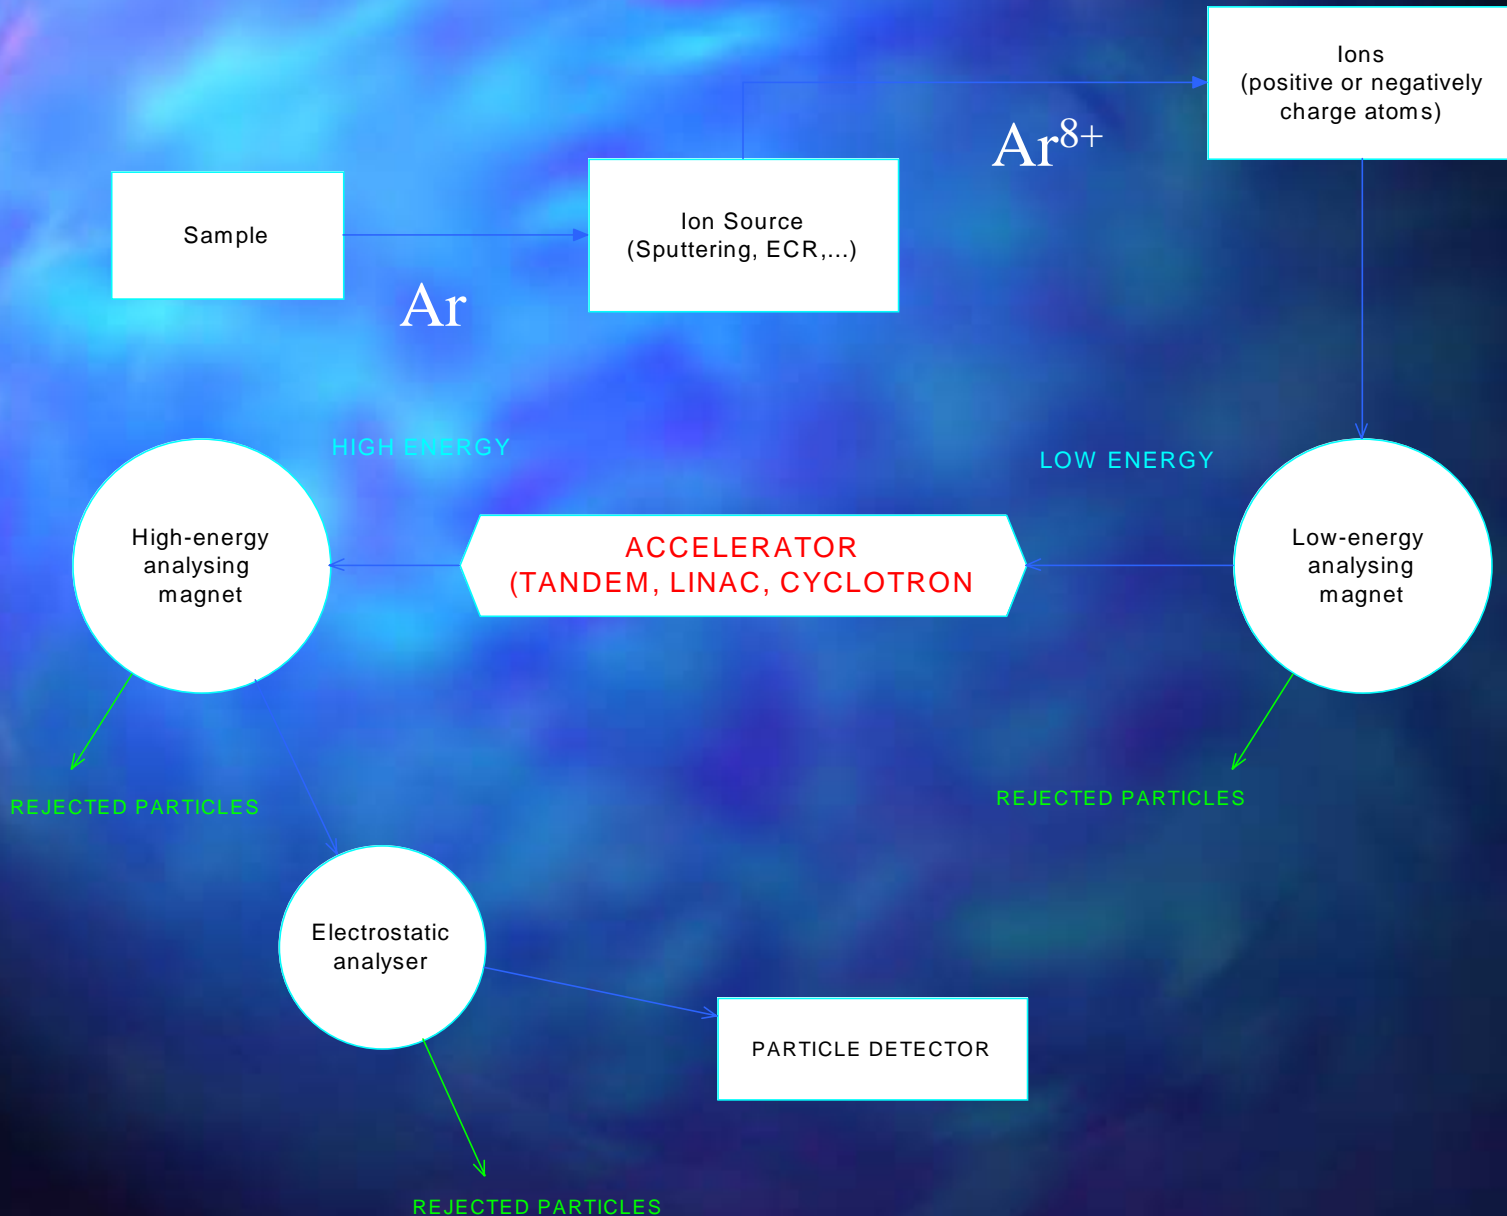 Ions
(positive or negatively
charge atoms)
Ar8+
Sample
Ion Source
(Sputtering, ECR,...)
Ar
HIGH ENERGY
LOW ENERGY
High-energy
analysing
magnet
ACCELERATOR
(TANDEM, LINAC, CYCLOTRON
Low-energy
analysing
magnet
REJECTED PARTICLES
REJECTED PARTICLES
Electrostatic
analyser
PARTICLE DETECTOR
REJECTED PARTICLES